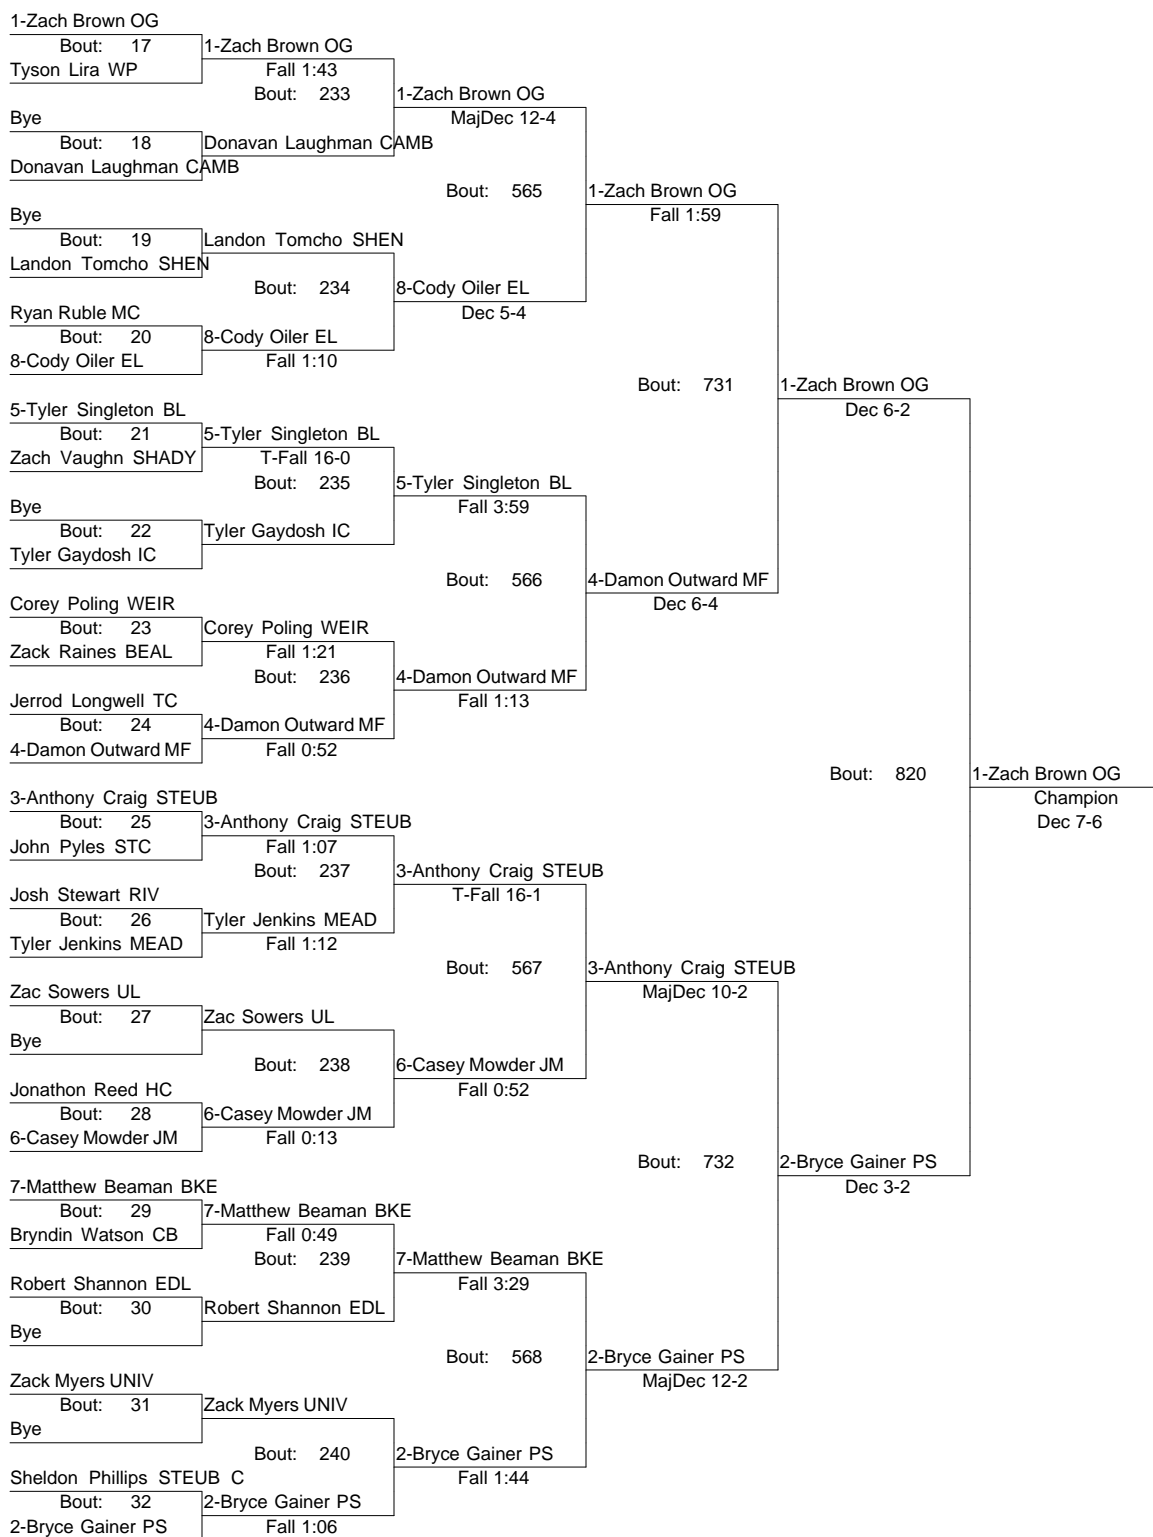 1-Zach Brown OG
Bout: 17 1-Zach Brown OG
Tyson Lira WP Fall 1:43
Bout: 233 1-Zach Brown OG
Bye MajDec 12-4
Bout: 18 Donavan Laughman CAMB
Donavan Laughman CAMB
Bout: 565 1-Zach Brown OG
Bye Fall 1:59
Bout: 19 Landon Tomcho SHEN
Landon Tomcho SHEN
Bout: 234 8-Cody Oiler EL
Ryan Ruble MC Dec 5-4
Bout: 20 8-Cody Oiler EL
8-Cody Oiler EL Fall 1:10
Bout: 731 1-Zach Brown OG
5-Tyler Singleton BL Dec 6-2
Bout: 21 5-Tyler Singleton BL
Zach Vaughn SHADY T-Fall 16-0
Bout: 235 5-Tyler Singleton BL
Bye Fall 3:59
Bout: 22 Tyler Gaydosh IC
Tyler Gaydosh IC
Bout: 566 4-Damon Outward MF
Corey Poling WEIR Dec 6-4
Bout: 23 Corey Poling WEIR
Zack Raines BEAL Fall 1:21
Bout: 236 4-Damon Outward MF
Jerrod Longwell TC Fall 1:13
Bout: 24 4-Damon Outward MF
4-Damon Outward MF Fall 0:52
Bout: 820 1-Zach Brown OG
3-Anthony Craig STEUB Champion
Bout: 25 3-Anthony Craig STEUB Dec 7-6
John Pyles STC Fall 1:07
Bout: 237 3-Anthony Craig STEUB
Josh Stewart RIV T-Fall 16-1
Bout: 26 Tyler Jenkins MEAD
Tyler Jenkins MEAD Fall 1:12
Bout: 567 3-Anthony Craig STEUB
Zac Sowers UL MajDec 10-2
Bout: 27 Zac Sowers UL
Bye
Bout: 238 6-Casey Mowder JM
Jonathon Reed HC Fall 0:52
Bout: 28 6-Casey Mowder JM
6-Casey Mowder JM Fall 0:13
Bout: 732 2-Bryce Gainer PS
7-Matthew Beaman BKE Dec 3-2
Bout: 29 7-Matthew Beaman BKE
Bryndin Watson CB Fall 0:49
Bout: 239 7-Matthew Beaman BKE
Robert Shannon EDL Fall 3:29
Bout: 30 Robert Shannon EDL
Bye
Bout: 568 2-Bryce Gainer PS
Zack Myers UNIV MajDec 12-2
Bout: 31 Zack Myers UNIV
Bye
Bout: 240 2-Bryce Gainer PS
Sheldon Phillips STEUB C Fall 1:44
Bout: 32 2-Bryce Gainer PS
2-Bryce Gainer PS Fall 1:06